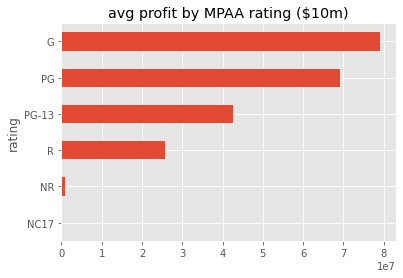 avg profit by MPAA rating ($10m)
rating
G
PG
PG-13
R
NR
NC17
0 1 2 3 4 5 6 7 8
1e7